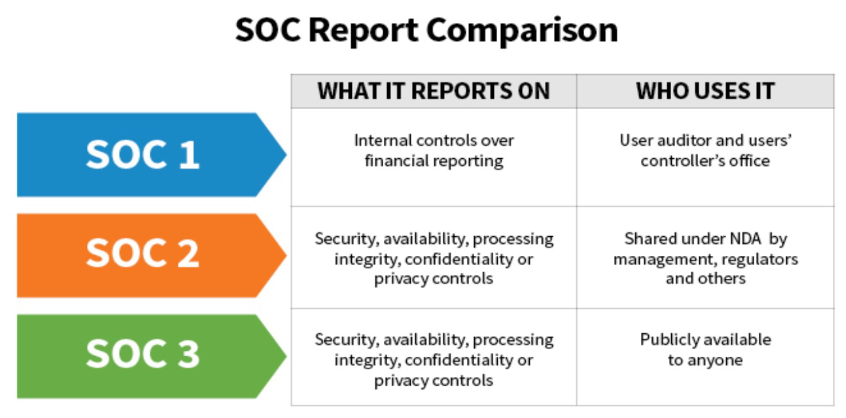 SOC Report Comparison
WHAT IT REPORTS ON
WHO USES IT
SOC 1
Internal controls over
financial reporting
User auditor and users’
controller’s office
SOC 2
Security, availability, processing
integrity, confidentiality or
privacy controls
Shared under NDA by
management, regulators
and others
SOC 3
Security, availability, processing
integrity, confidentiality or
privacy controls
Publicly available
to anyone